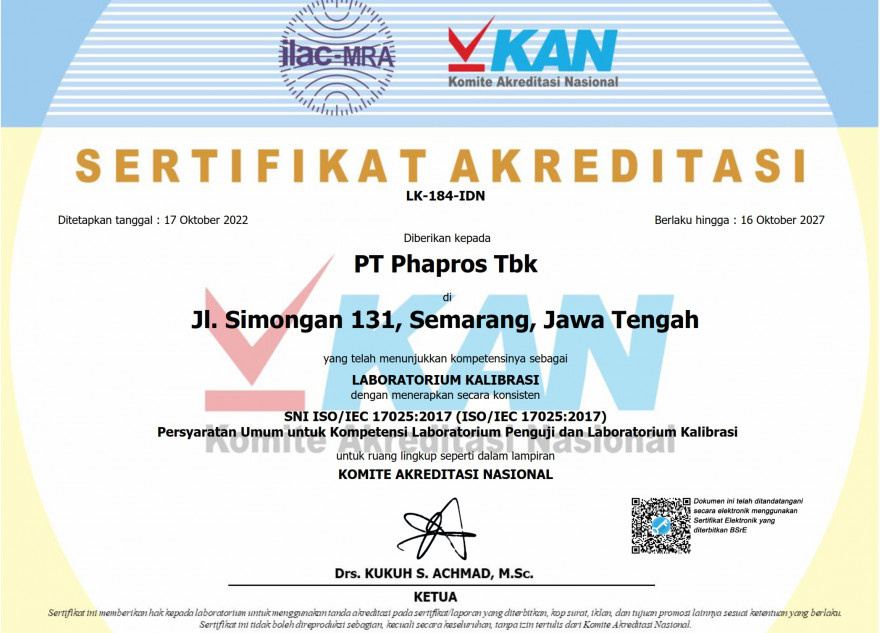 ilac-MRA
KAN
Komite Akreditasi Nasional
SERTIFIKAT AKREDITASI
LK-184-IDN
Ditetapkan tanggal : 17 Oktober 2022
Berlaku hingga : 16 Oktober 2027
Diberikan kepada
PT Phapros Tbk
di
Jl. Simongan 131, Semarang, Jawa Tengah
yang telah menunjukkan kompetensinya sebagai
LABORATORIUM KALIBRASI
dengan menerapkan secara konsisten
SNI ISO/IEC 17025:2017 (ISO/IEC 17025:2017)
Persyaratan Umum untuk Kompetensi Laboratorium Penguji dan Laboratorium Kalibrasi
KAN
Komite Akreditasi Nasional
untuk ruang lingkup seperti dalam lampiran
KOMITE AKREDITASI NASIONAL
Dokumen ini telah ditandatangani
secara elektronik menggunakan
Sertifikat Elektronik yang
diterbitkan BSrE
Drs. KUKUH S. ACHMAD, M.Sc.
KETUA
Sertifikat ini memberikan hak kepada laboratorium untuk menggunakan tanda akreditasi pada sertifikat/laporan yang diterbitkan, kop surat, iklan, dan tujuan promosi lainnya sesuai ketentuan yang berlaku.
Sertifikat ini tidak boleh direproduksi sebagian, kecuali secara keseluruhan, tanpa izin tertulis dari Komite Akreditasi Nasional.